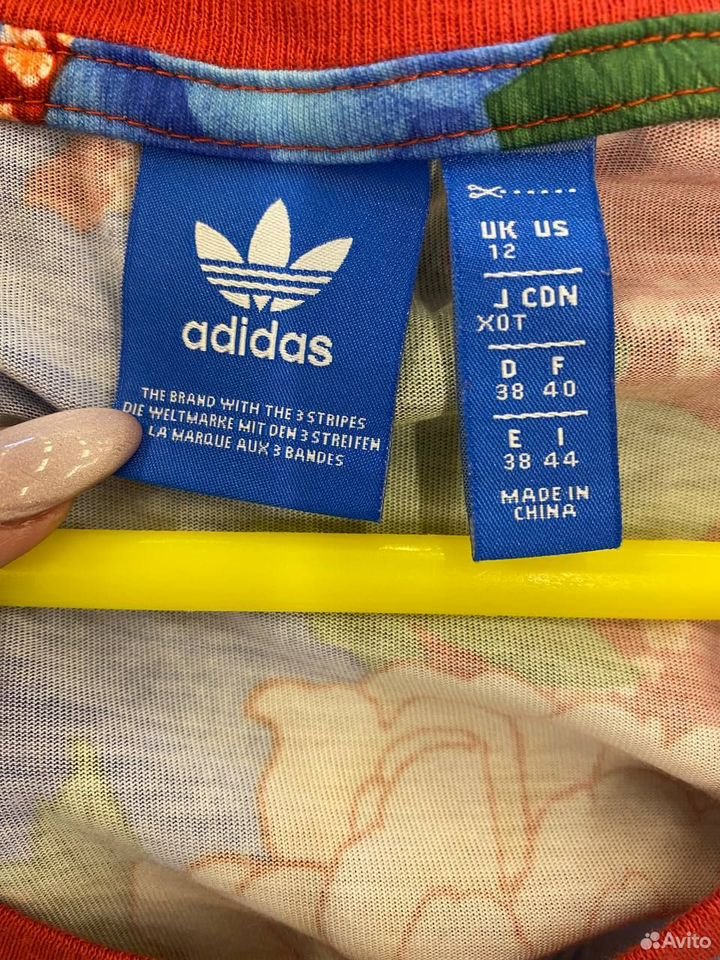 adidas
THE BRAND WITH THE 3 STRIPES
DIE WELTMARKE MIT DEN 3 STREIFEN
LA MARQUE AUX 3 BANDES
UK US
12
J CDN
XOT
D F
38 40
E I
38 44
MADE IN
CHINA
Avito